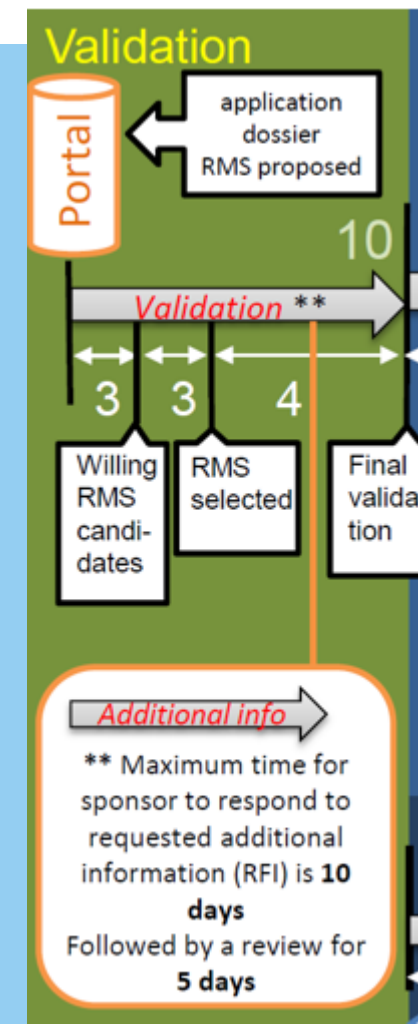 Validation
Portal
application
dossier
RMS proposed
10
Validation **
3
3
4
Willing
RMS
candi-
dates
RMS
selected
Final
valida
tion
Additional info
** Maximum time for
sponsor to respond to
requested additional
information (RFI) is 10
days
Followed by a review for
5 days